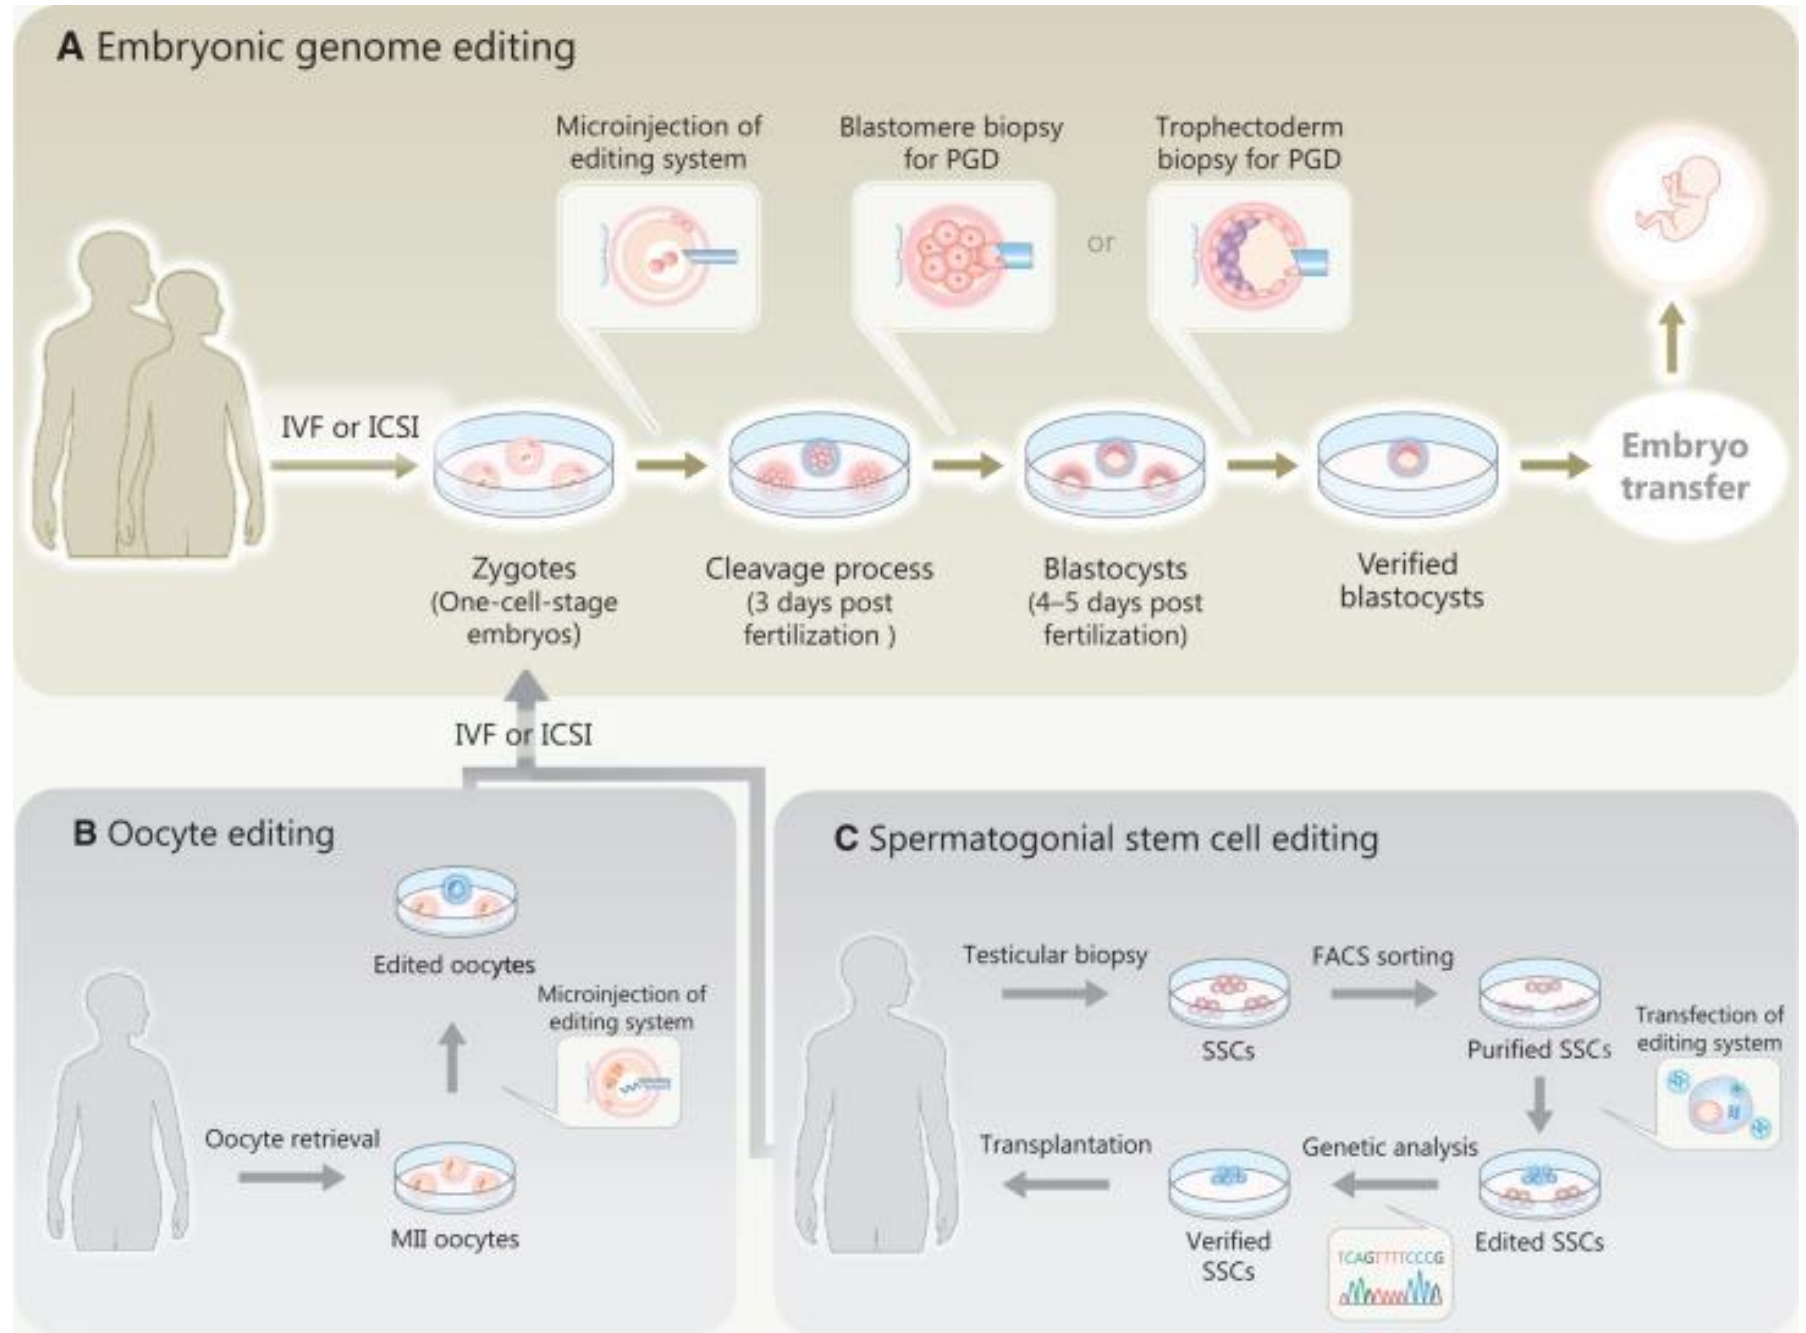 A Embryonic genome editing
Microinjection of
editing system
Blastomere biopsy
for PGD
or
Trophectoderm
biopsy for PGD
IVF or ICSI
Embryo
transfer
Zygotes
(One-cell-stage
embryos)
Cleavage process
(3 days post
fertilization )
Blastocysts
(4–5 days post
fertilization)
Verified
blastocysts
IVF or ICSI
B Oocyte editing
Edited oocytes
Microinjection of
editing system
Oocyte retrieval
MII oocytes
C Spermatogonial stem cell editing
Testicular biopsy
SSCs
FACS sorting
Purified SSCs
Transfection of
editing system
Edited SSCs
Genetic analysis
TCAGTTTTCCCG
Verified
SSCs
Transplantation